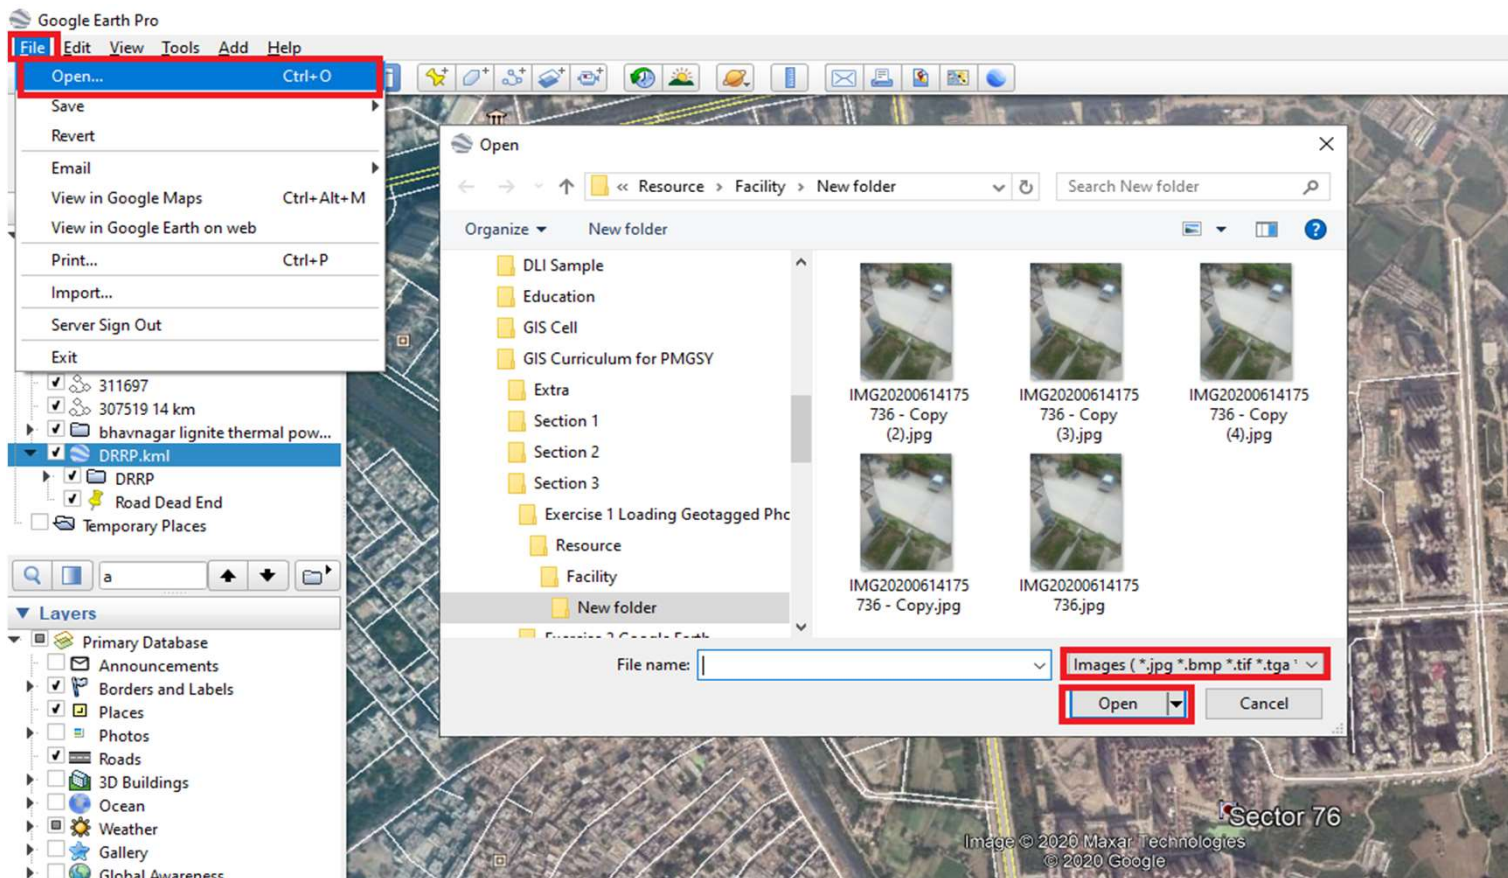 Google Earth Pro
File Edit View Tools Add Help
Open... Ctrl+O
Save
Revert
Email
View in Google Maps Ctrl+Alt+M
View in Google Earth on web
Print... Ctrl+P
Import...
Server Sign Out
Exit
311697
307519 14 km
bhavnagar lignite thermal pow...
DRRP.kml
DRRP
Road Dead End
Temporary Places
a
Layers
Primary Database
Announcements
Borders and Labels
Places
Photos
Roads
3D Buildings
Ocean
Weather
Gallery
Global Awareness
Open
« Resource › Facility › New folder
Search New folder
Organize
New folder
DLI Sample
Education
GIS Cell
GIS Curriculum for PMGSY
Extra
Section 1
Section 2
Section 3
Exercise 1 Loading Geotagged Phc
Resource
Facility
New folder
Exercise 2 Google Earth
IMG20200614175
736 - Copy
(2).jpg
IMG20200614175
736 - Copy
(3).jpg
IMG20200614175
736 - Copy
(4).jpg
IMG20200614175
736 - Copy.jpg
IMG20200614175
736.jpg
File name:
Images ( *.jpg *.bmp *.tif *.tga
Open
Cancel
Sector 76
Image © 2020 Maxar Technologies
© 2020 Google